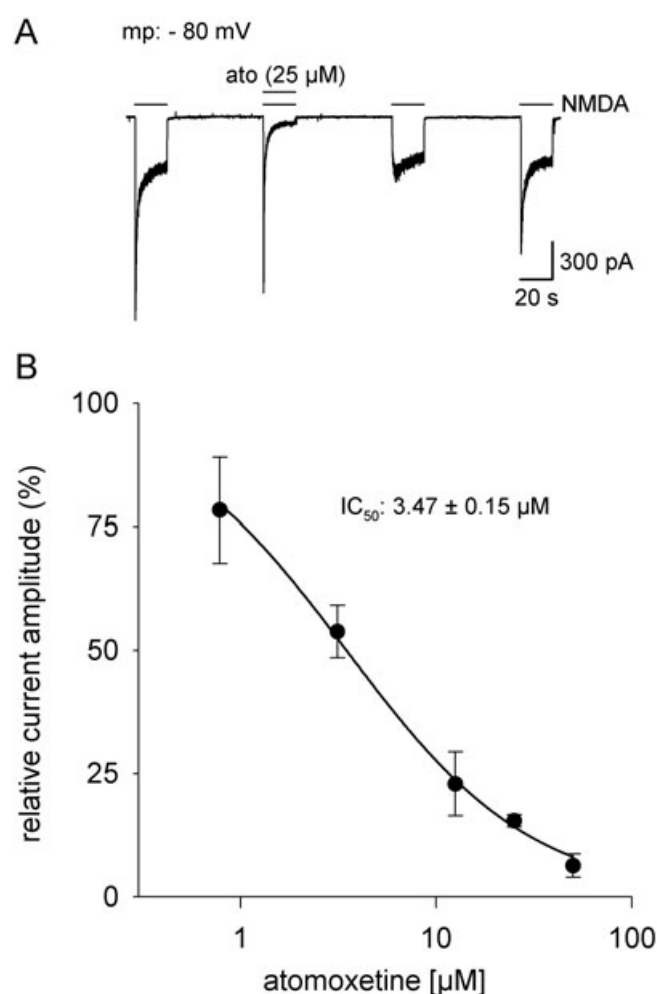 A
mp: - 80 mV
ato (25 µM)
NMDA
300 pA
20 s
B
100
75
50
25
0
relative current amplitude (%)
IC50: 3.47 ± 0.15 µM
1
10
100
atomoxetine [µM]